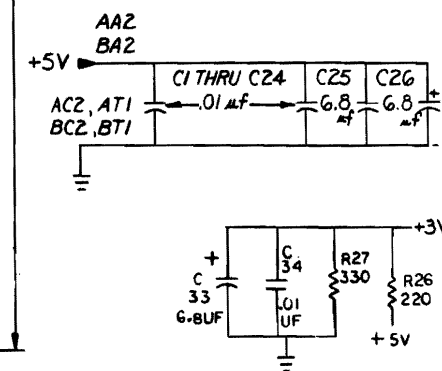 AA2
BA2
+5V
C1 THRU C24
C25
C26
+
AC2, AT1
.01 µf
6.8
6.8
BC2, BT1
µf
µf
-
+3V
+
C
34
R27
330
R26
220
C
33
.01
6.8UF
UF
+5V